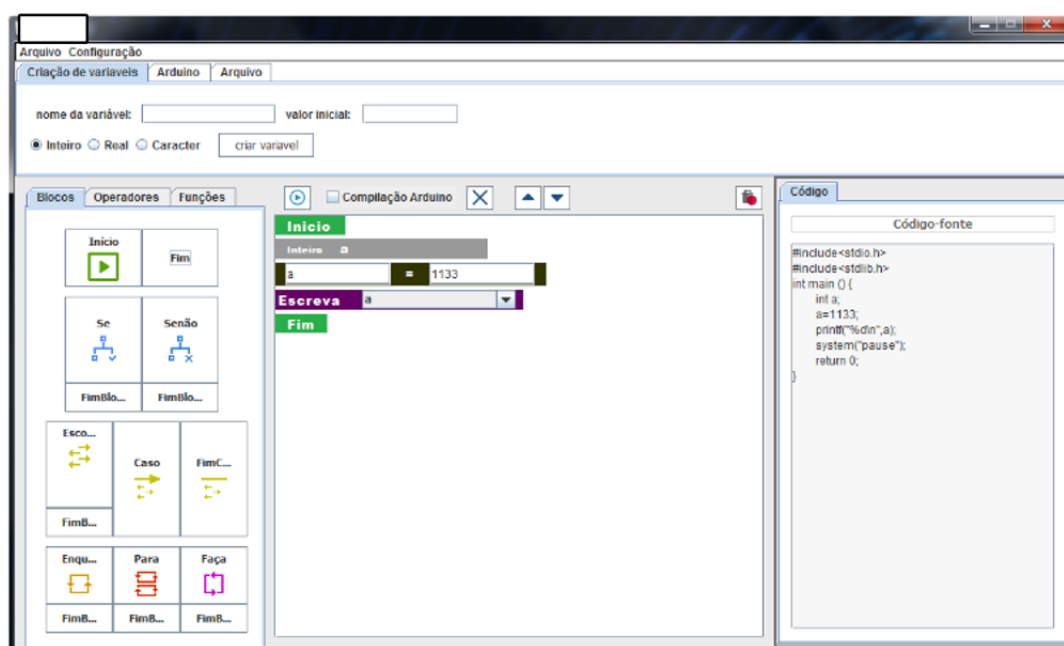 Arquivo Configuração
Criação de variaveis Arduino Arquivo
nome da variável: valor inicial:
Inteiro Real Caracter criar variavel
Blocos Operadores Funções
Início Fim
Se Senão
FimBlo... FimBlo...
Esco... Caso FimC...
FimB...
Enqu... Para Faça
FimB... FimB... FimB...
Compilação Arduino
Inicio
Inteiro a
a = 1133
Escreva a
Fim
Código
Código-fonte
#include<stdio.h>
#include<stdlib.h>
int main () {
int a;
a=1133;
printf("%d\n",a);
system("pause");
return 0;
}